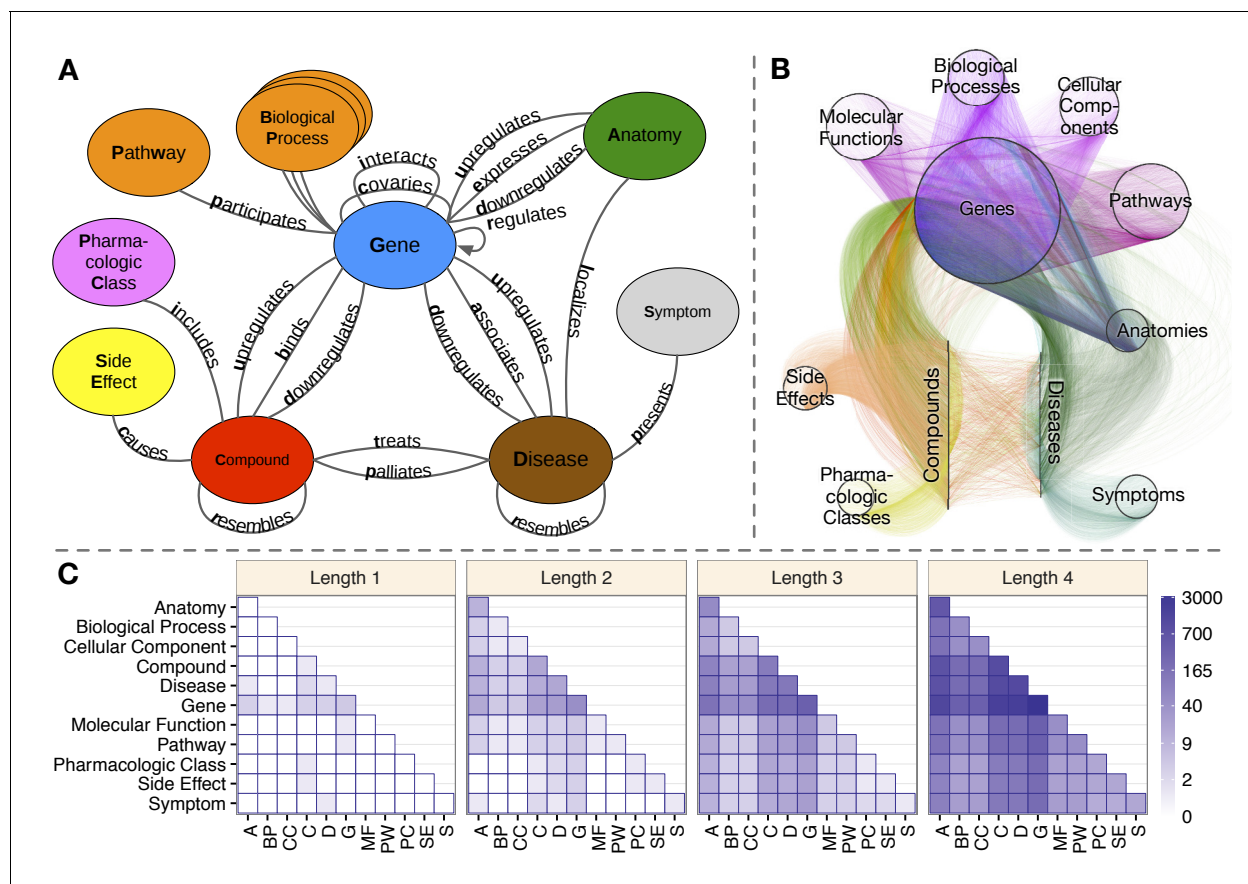 A
Pathway
Biological
Process
Pharma-
cologic
Class
Side
Effect
Compound
Gene
Anatomy
Symptom
Disease
participates
interacts
covaries
upregulates
expresses
downregulates
regulates
includes
causes
upregulates
binds
downregulates
downregulates
associates
upregulates
localizes
presents
treats
palliates
resembles
resembles
B
Biological
Processes
Cellular
Comp-
onents
Molecular
Functions
Genes
Pathways
Anatomies
Side
Effects
Compounds
Diseases
Pharma-
cologic
Classes
Symptoms
C
Length 1
Length 2
Length 3
Length 4
Anatomy
Biological Process
Cellular Component
Compound
Disease
Gene
Molecular Function
Pathway
Pharmacologic Class
Side Effect
Symptom
A BP CC C D G MF PW PC SE S
A BP CC C D G MF PW PC SE S
A BP CC C D G MF PW PC SE S
A BP CC C D G MF PW PC SE S
3000
700
165
40
9
2
0